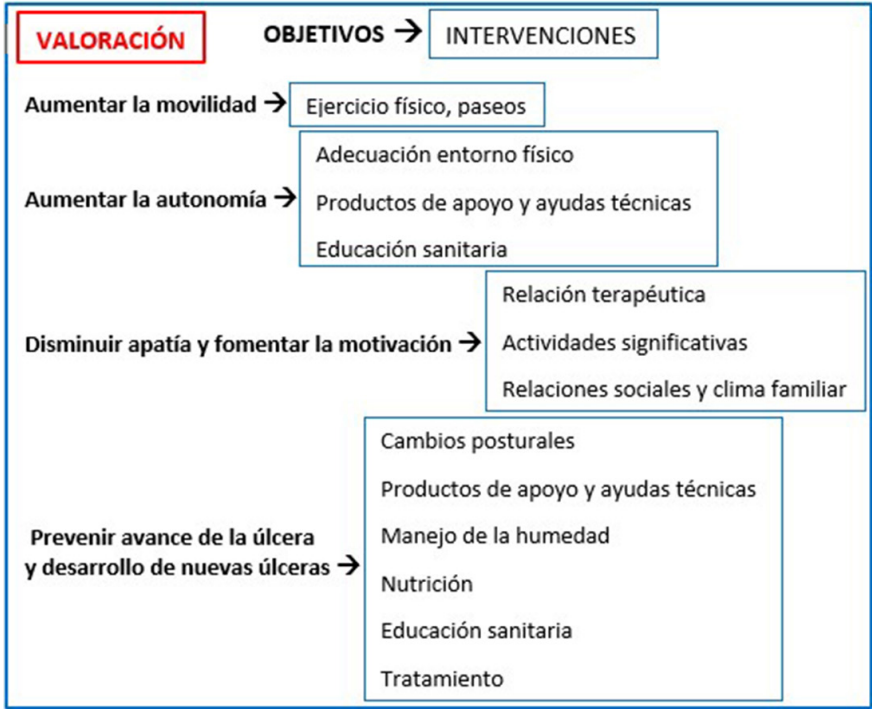 VALORACIÓN
OBJETIVOS → INTERVENCIONES
Aumentar la movilidad → Ejercicio físico, paseos
Adecuación entorno físico
Aumentar la autonomía → Productos de apoyo y ayudas técnicas
Educación sanitaria
Relación terapéutica
Disminuir apatía y fomentar la motivación → Actividades significativas
Relaciones sociales y clima familiar
Cambios posturales
Productos de apoyo y ayudas técnicas
Prevenir avance de la úlcera
y desarrollo de nuevas úlceras →
Manejo de la humedad
Nutrición
Educación sanitaria
Tratamiento